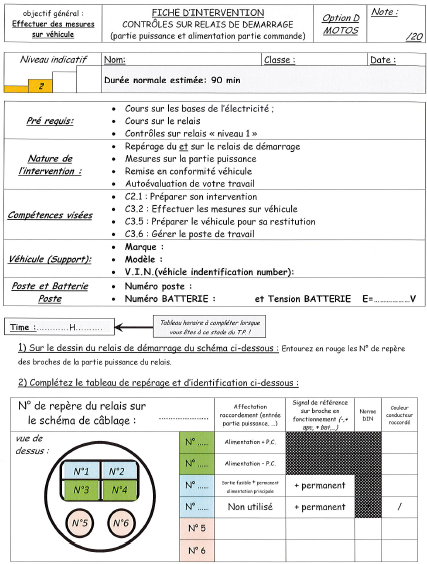 objectif général :
Effectuer des mesures
sur véhicule
FICHE D'INTERVENTION
CONTRÔLES SUR RELAIS DE DEMARRAGE
(partie puissance et alimentation partie commande)
Option D
MOTOS
Note :
/20
Niveau indicatif
2
Nom:
Classe :
Date :
Durée normale estimée: 90 min
Pré requis:
• Cours sur les bases de l'électricité ;
• Cours sur le relais
• Contrôles sur relais « niveau 1 »
Nature de
l'intervention :
• Repérage du et sur le relais de démarrage
• Mesures sur la partie puissance
• Remise en conformité véhicule
• Autoévaluation de votre travail
Compétences visées
• C2.1 : Préparer son intervention
• C3.2 : Effectuer les mesures sur véhicule
• C3.5 : Préparer le véhicule pour sa restitution
• C3.6 : Gérer le poste de travail
Véhicule (Support):
• Marque :
• Modèle :
• V.I.N.(véhicle indentification number):
Poste et Batterie
Poste
• Numéro poste :
• Numéro BATTERIE : et Tension BATTERIE E=……………V
Time :…………H………
Tableau horaire à compléter lorsque
vous êtes à ce stade du T.P. !
1) Sur le dessin du relais de démarrage du schéma ci-dessous : Entourez en rouge les N° de repère
des broches de la partie puissance du relais.
2) Complétez le tableau de repérage et d'identification ci-dessous :
N° de repère du relais sur
le schéma de câblage : ………………
Affectation
raccordement (entrée
partie puissance, …)
Signal de référence
sur broche en
fonctionnement (-,+
apc, + bat,…)
Norme
DIN
Couleur
conducteur
raccordé
vue de
dessus :
N°1
N°2
N°3
N°4
N°5
N°6
N° ……
Alimentation + P.C.
N° ……
Alimentation – P.C.
N° ……
Sortie fusible + permanent
alimentation principale
+ permanent
N° ……
Non utilisé
+ permanent
/
N° 5
N° 6